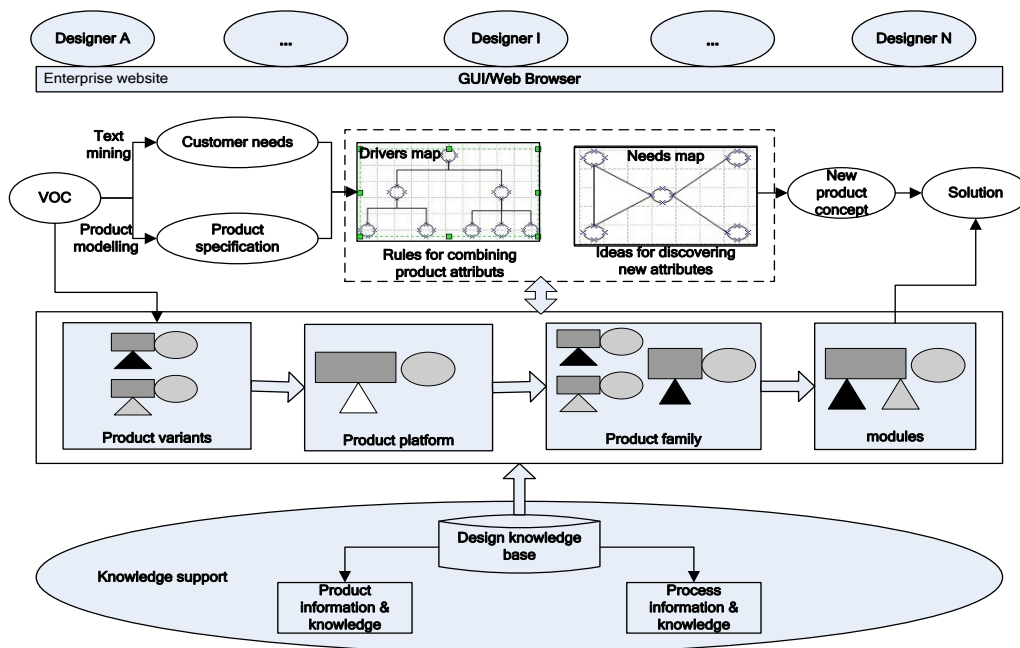 Designer A
...
Designer I
...
Designer N
Enterprise website
GUI/Web Browser
Text
mining
Customer needs
VOC
Product
modelling
Product
specification
Drivers map
Rules for combining
product attributs
Needs map
Ideas for discovering
new attributes
New
product
concept
Solution
Product variants
Product platform
Product family
modules
Design knowledge
base
Knowledge support
Product
information &
knowledge
Process
information &
knowledge